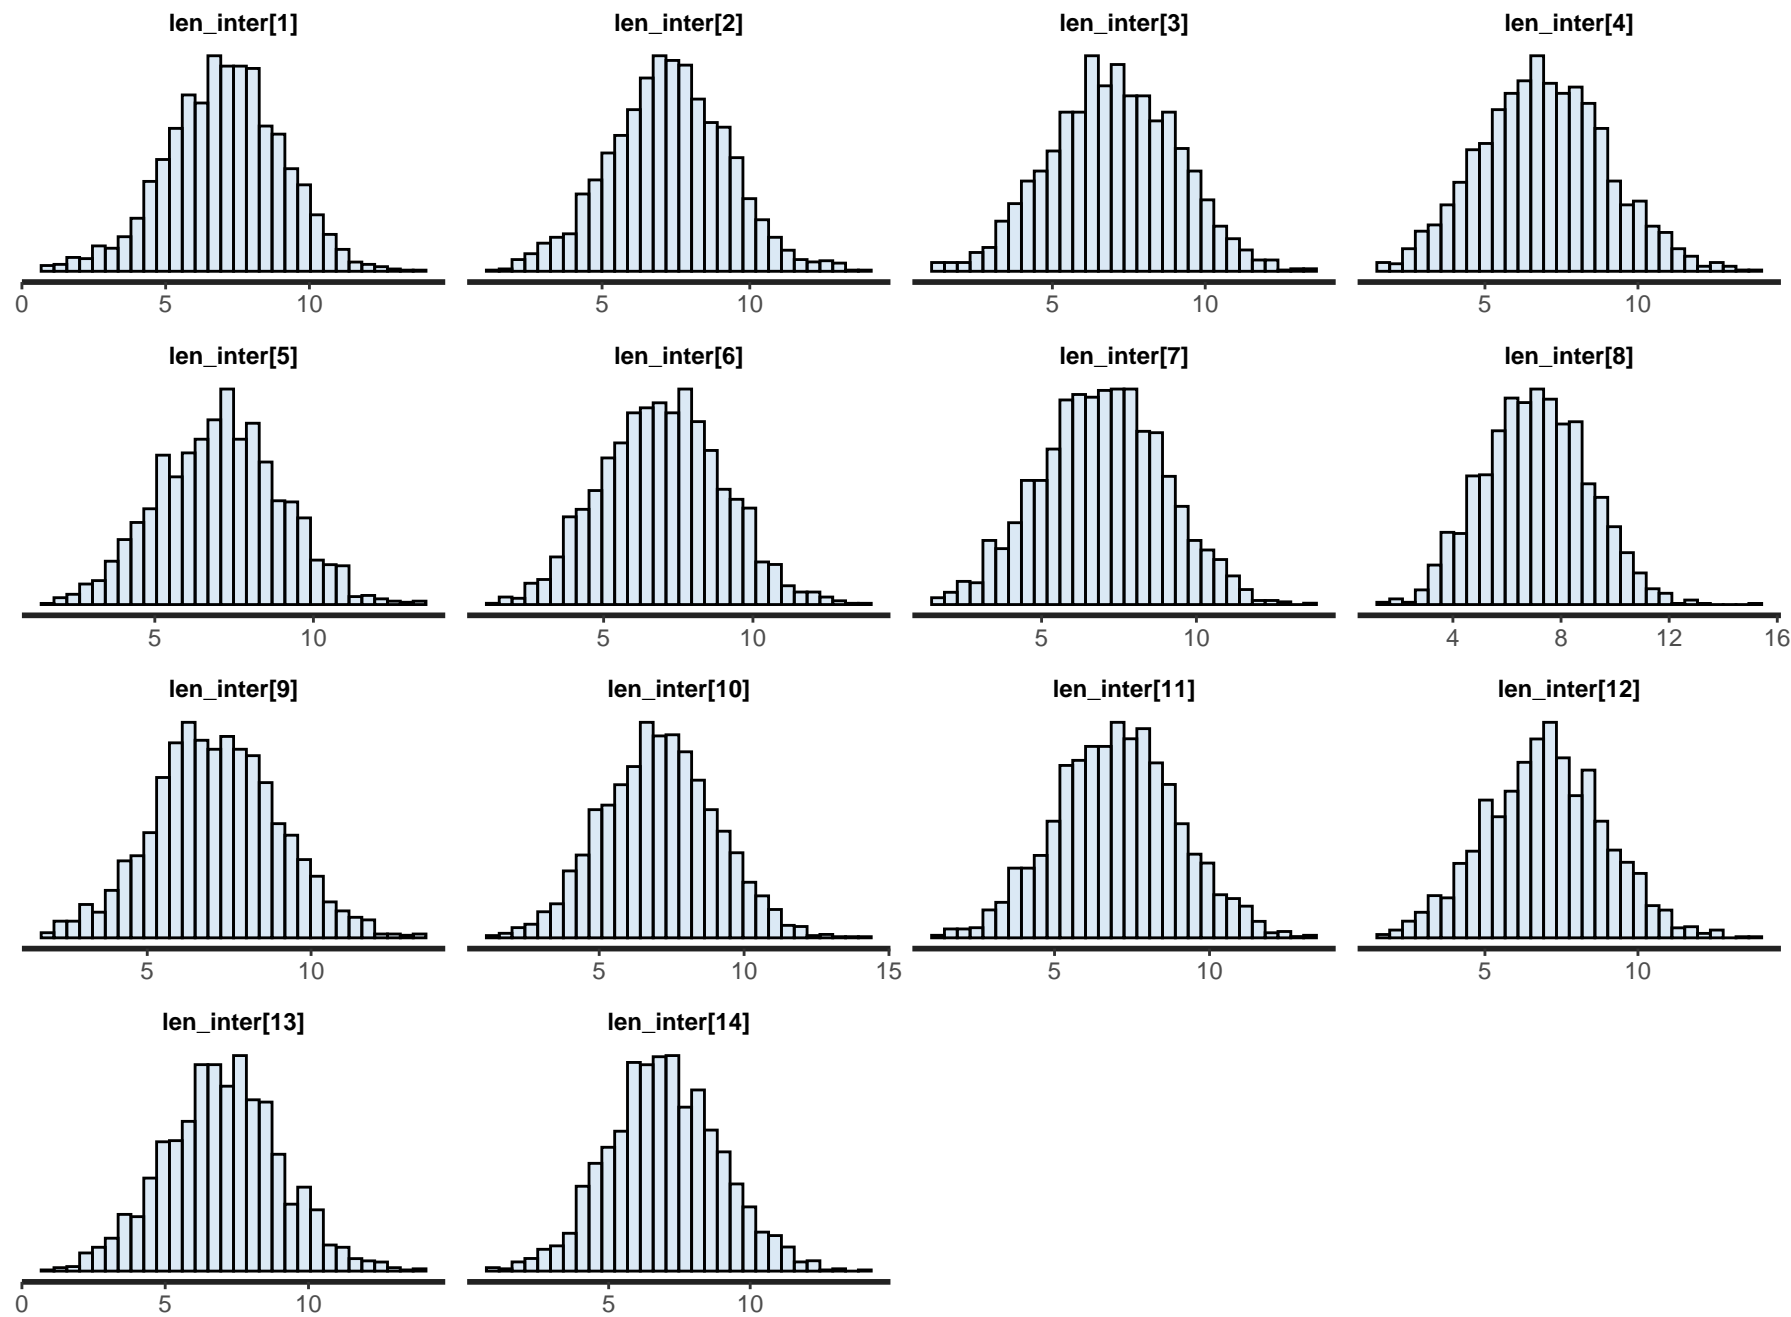 len_inter[1] len_inter[2] len_inter[3] len_inter[4]
0 5 10 5 10 5 10 5 10
len_inter[5] len_inter[6] len_inter[7] len_inter[8]
5 10 5 10 5 10 4 8 12 16
len_inter[9] len_inter[10] len_inter[11] len_inter[12]
5 10 5 10 15 5 10 5 10
len_inter[13] len_inter[14]
0 5 10 5 10